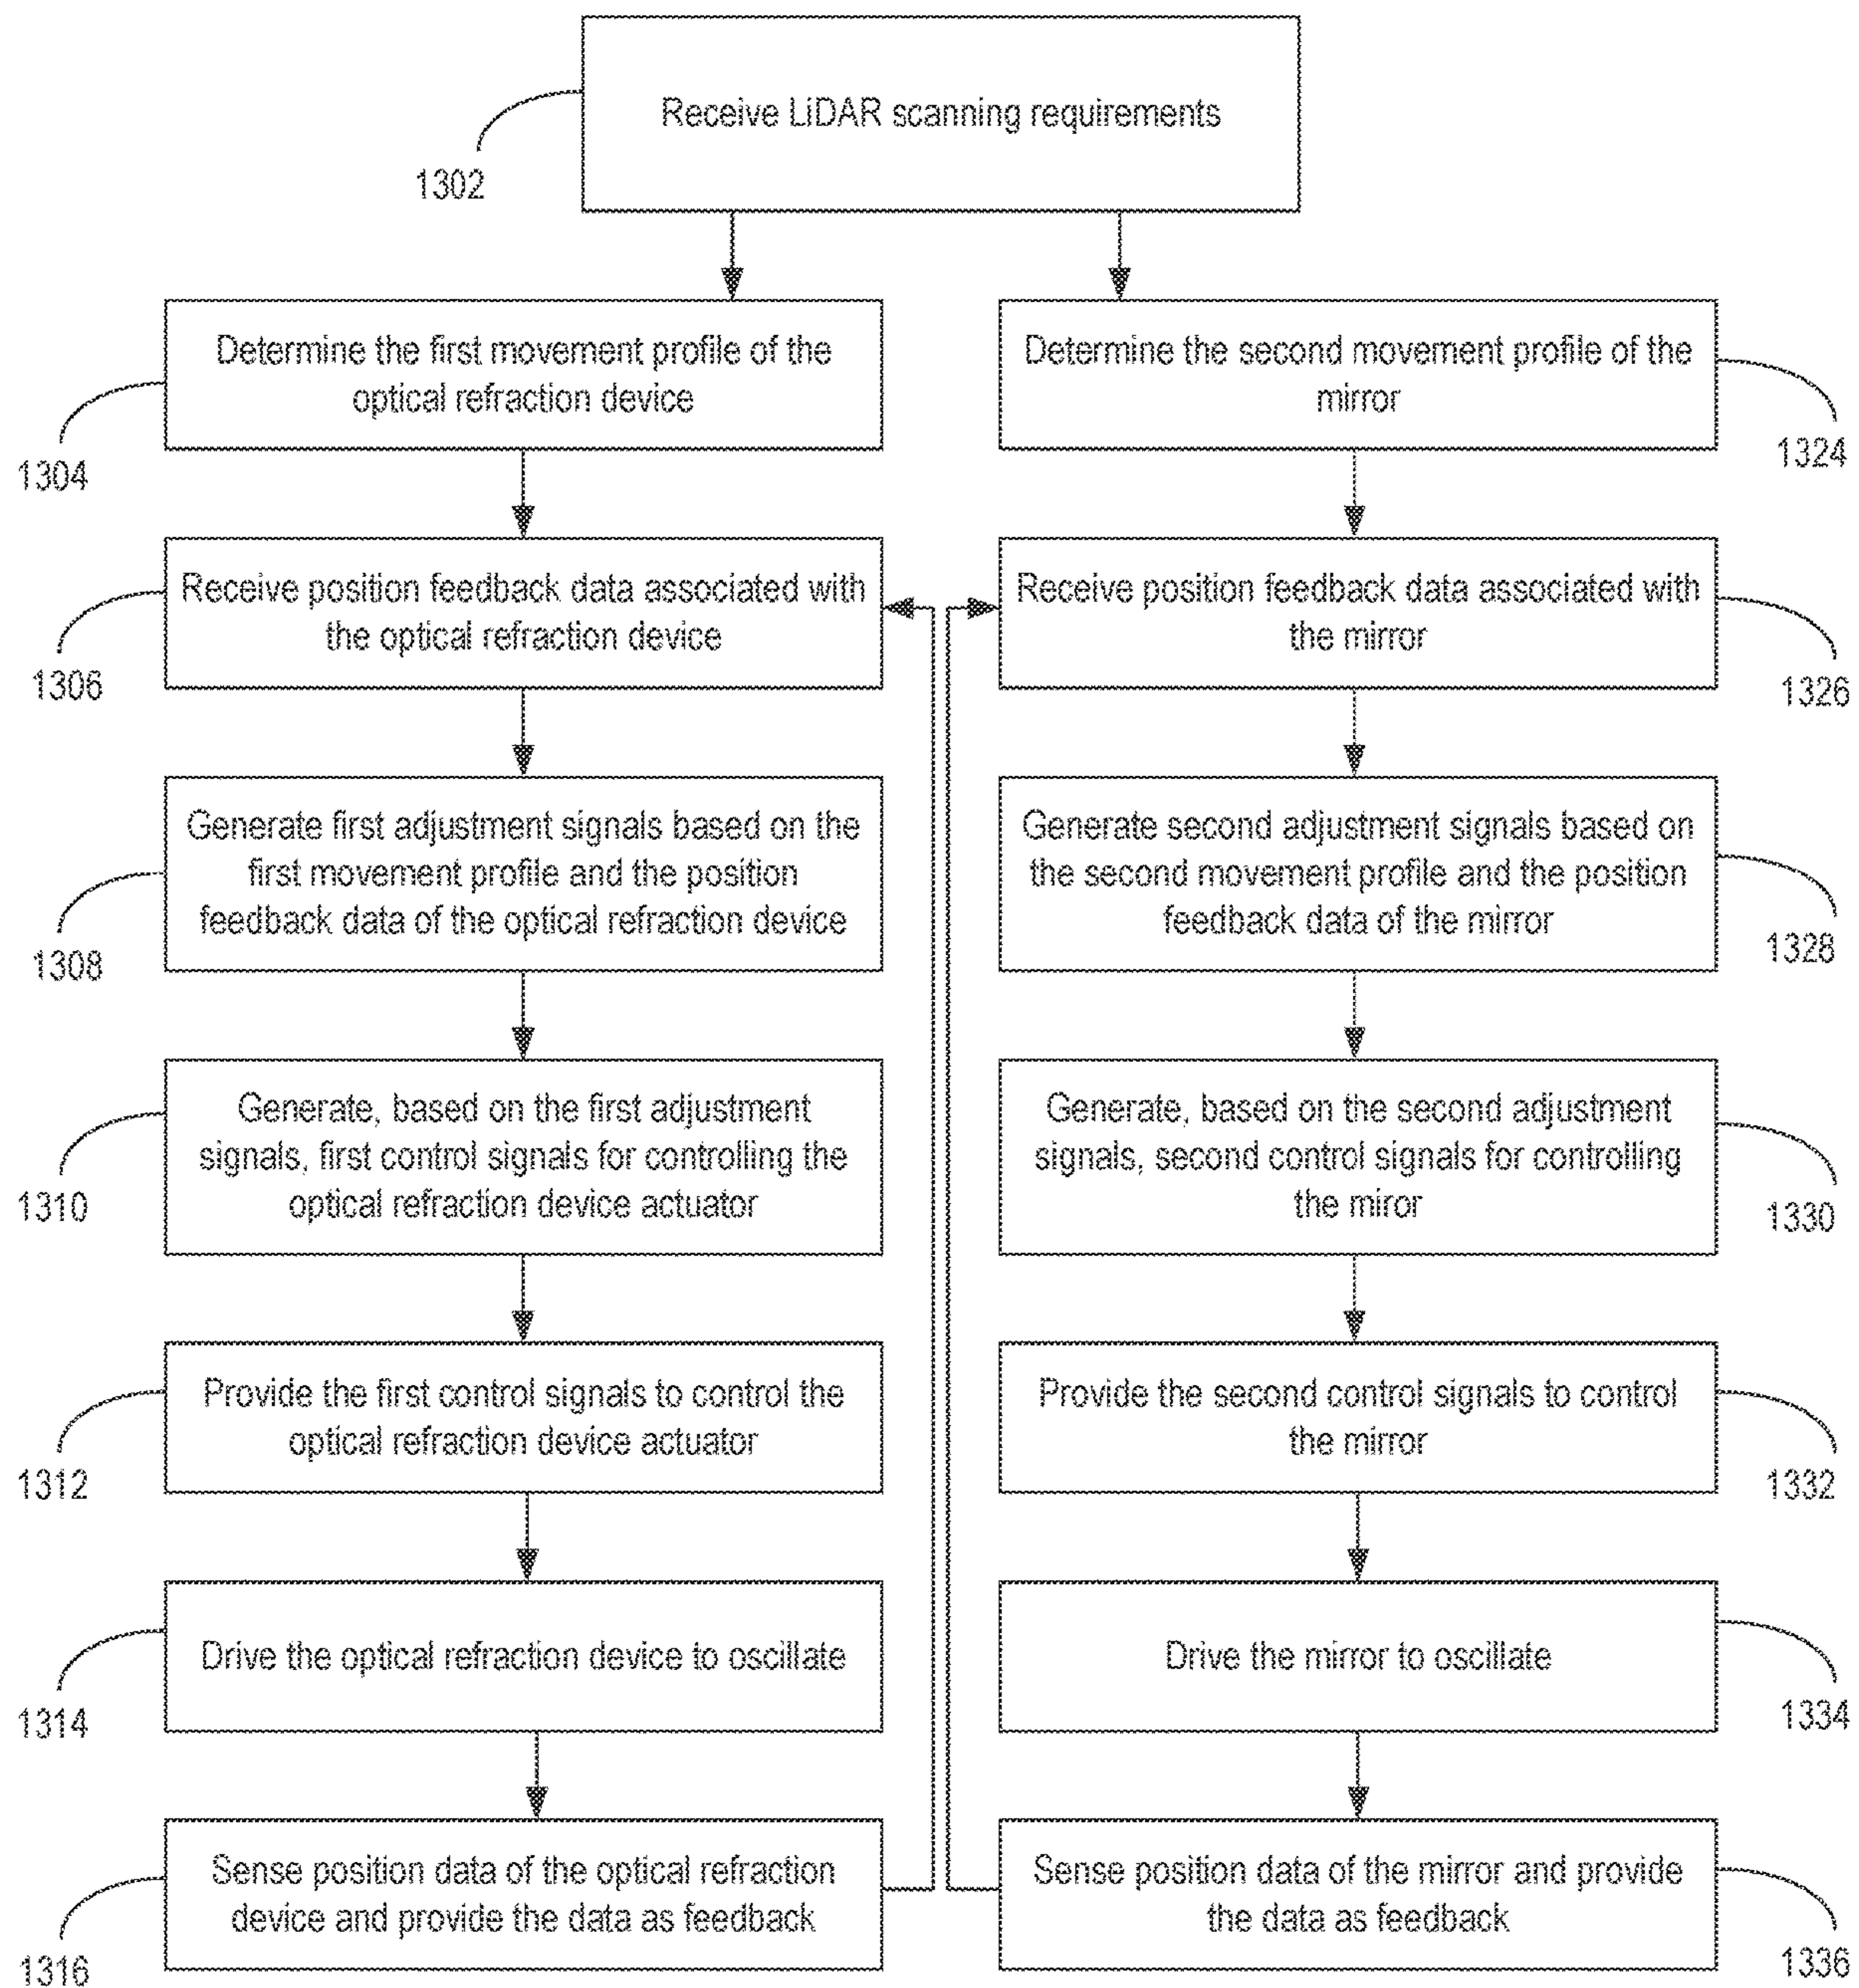 Receive LiDAR scanning requirements
1302
Determine the first movement profile of the
optical refraction device
1304
Determine the second movement profile of the
mirror
1324
Receive position feedback data associated with
the optical refraction device
1306
Receive position feedback data associated with
the mirror
1326
Generate first adjustment signals based on the
first movement profile and the position
feedback data of the optical refraction device
1308
Generate second adjustment signals based on
the second movement profile and the position
feedback data of the mirror
1328
Generate, based on the first adjustment
signals, first control signals for controlling the
optical refraction device actuator
1310
Generate, based on the second adjustment
signals, second control signals for controlling
the miror
1330
Provide the first control signals to control the
optical refraction device actuator
1312
Provide the second control signals to control
the mirror
1332
Drive the optical refraction device to oscillate
1314
Drive the mirror to oscillate
1334
Sense position data of the optical refraction
device and provide the data as feedback
1316
Sense position data of the mirror and provide
the data as feedback
1336